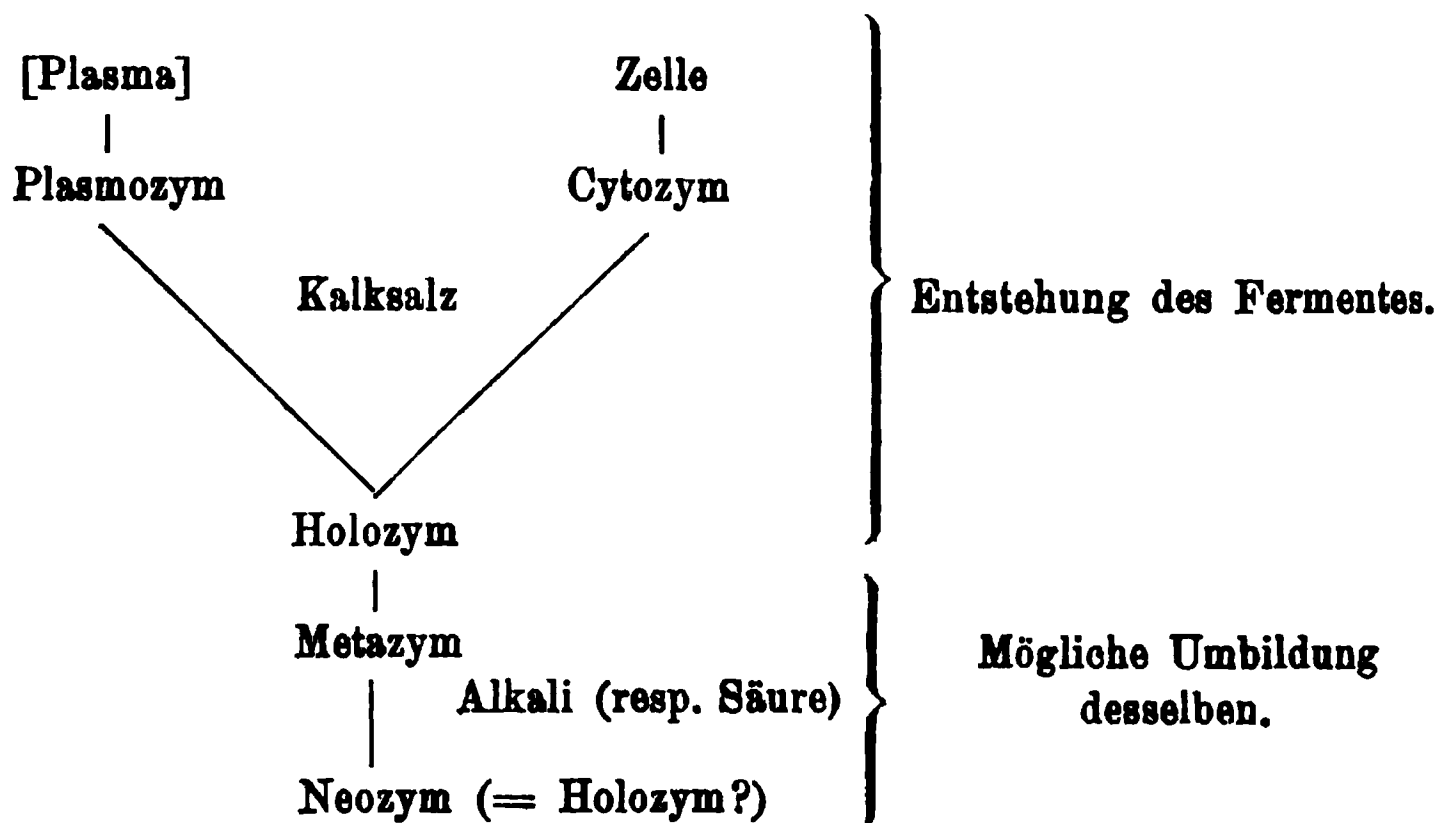 [Plasma] Zelle
Plasmozym Cytozym
Kalksalz
Entstehung des Fermentes.
Holozym
Metazym
Alkali (resp. Säure)
Mögliche Umbildung
desselben.
Neozym (= Holozym?)